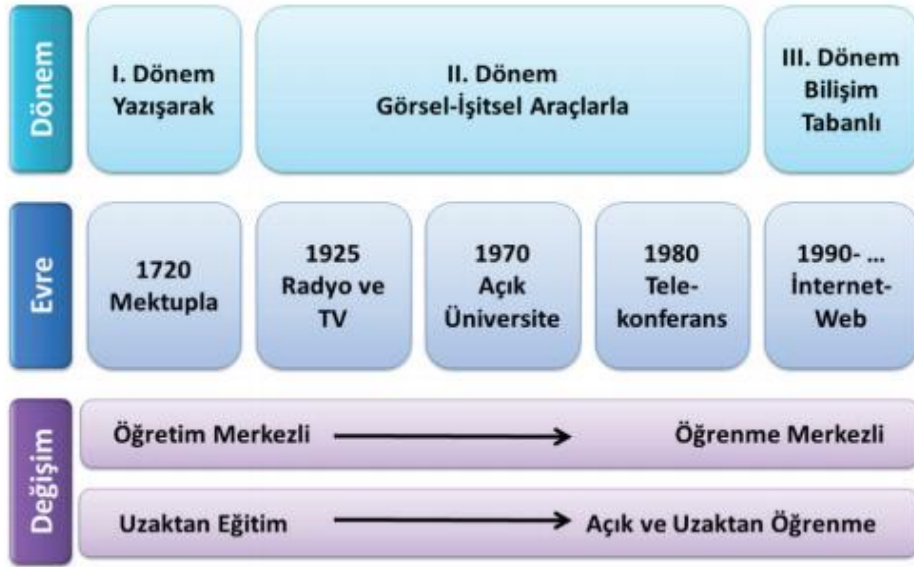 Dönem
I. Dönem
Yazışarak
II. Dönem
Görsel-İşitsel Araçlarla
III. Dönem
Bilişim
Tabanlı
Evre
1720
Mektupla
1925
Radyo ve
TV
1970
Açık
Üniversite
1980
Tele-
konferans
1990- ...
İnternet-
Web
Değişim
Öğretim Merkezli
Öğrenme Merkezli
Uzaktan Eğitim
Açık ve Uzaktan Öğrenme